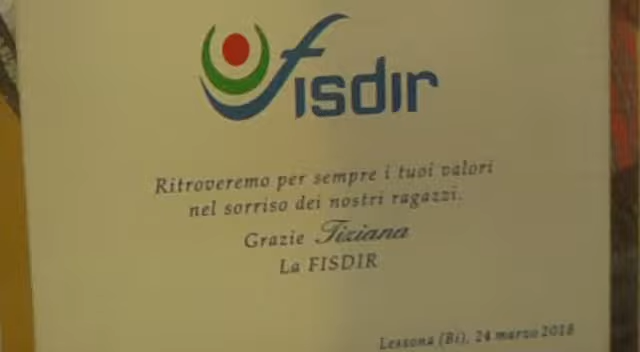 fisdir
Ritroveremo per sempre i tuoi valori
nel sorriso dei nostri ragazzi.
Grazie Tiziana
La FISDIR
Lessona (Bi), 24 marzo 2018